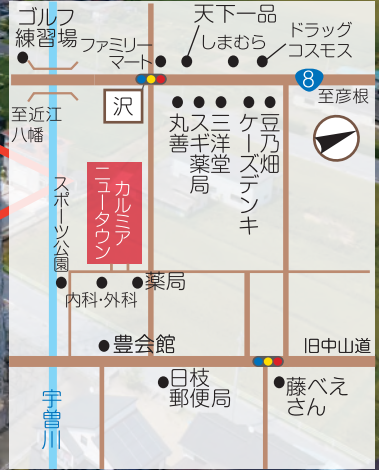 ゴルフ
練習場
天下一品
ファミリー
マート
しまむら
ドラッグ
コスモス
8
至彦根
至近江
八幡
沢
丸善
スギ薬局
三洋堂
ケーズデンキ
豆乃畑
カルミア
ニュータウン
スポーツ公園
薬局
内科・外科
豊会館
旧中山道
日枝
郵便局
藤べえ
さん
宇曽川